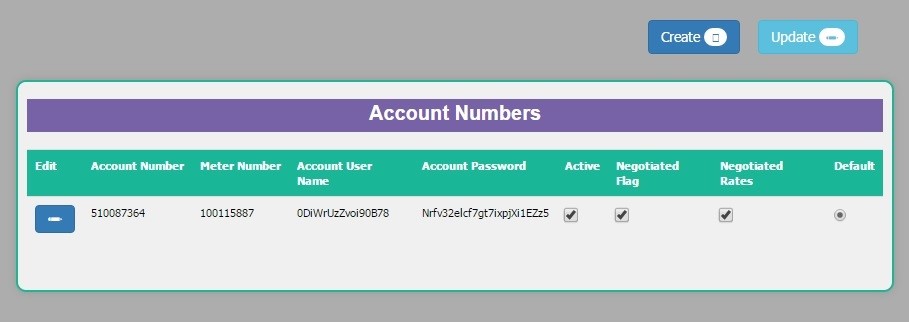 Create
Update
Account Numbers
Edit Account Number Meter Number Account User Name Account Password Active Negotiated Flag Negotiated Rates Default
510087364 100115887 0DiWrUzZvoi90B78 Nrfv32elcf7gt7ixpjXi1EZz5